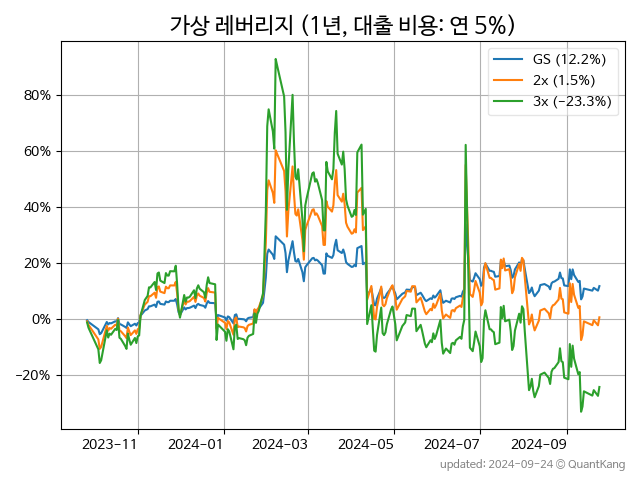 가상 레버리지 (1년, 대출 비용: 연 5%)
GS (12.2%)
2x (1.5%)
3x (−23.3%)
80%
60%
40%
20%
0%
−20%
2023-11
2024-01
2024-03
2024-05
2024-07
2024-09
updated: 2024-09-24 © QuantKang